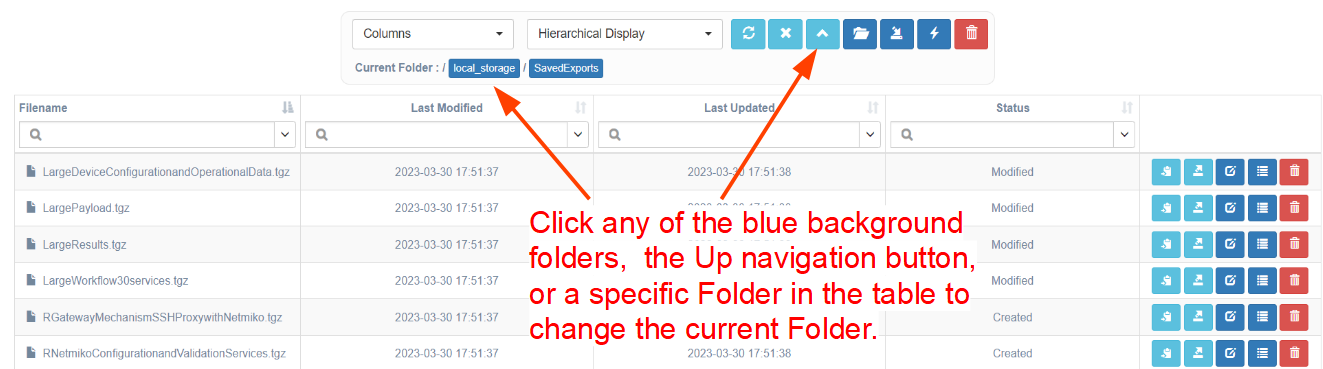 Columns Hierarchical Display
Current Folder : / local_storage / SavedExports
Filename Last Modified Last Updated Status
LargeDeviceConfigurationandOperationalData.tgz 2023-03-30 17:51:37 2023-03-30 17:51:38 Modified
LargePayload.tgz 2023-03-30 17:51:37 Modified
LargeResults.tgz 2023-03-30 17:51:37 Modified
LargeWorkflow30services.tgz 2023-03-30 17:51:37 Modified
RGatewayMechanismSSHProxywithNetmiko.tgz 2023-03-30 17:51:37 Created
RNetmikoConfigurationandValidationServices.tgz 2023-03-30 17:51:37 2023-03-30 17:51:38 Created
Click any of the blue background
folders, the Up navigation button,
or a specific Folder in the table to
change the current Folder.